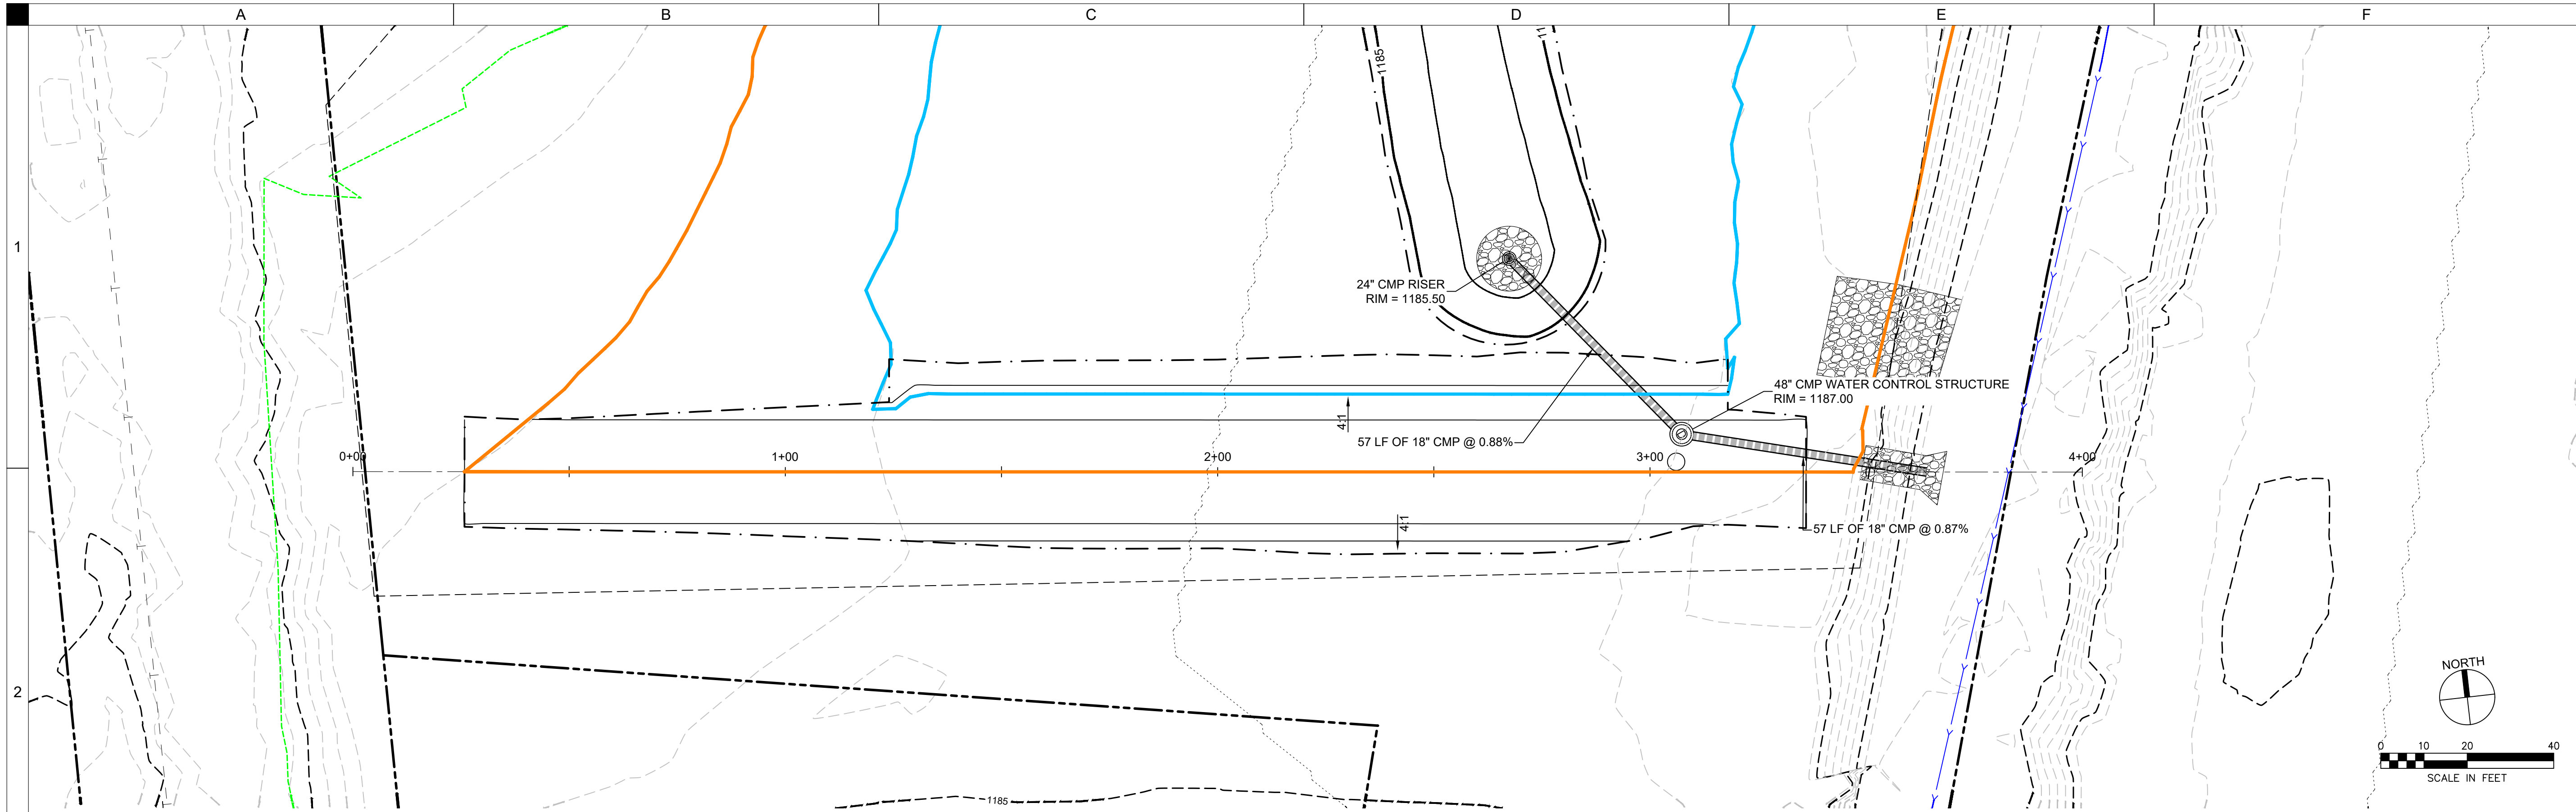 A B C D E F
1
2
1185
11
24" CMP RISER
RIM = 1185.50
48" CMP WATER CONTROL STRUCTURE
RIM = 1187.00
4:1
57 LF OF 18" CMP @ 0.88%
0+00 1+00 2+00 3+00 4+00
4:1
57 LF OF 18" CMP @ 0.87%
1185
NORTH
0 10 20 40
SCALE IN FEET